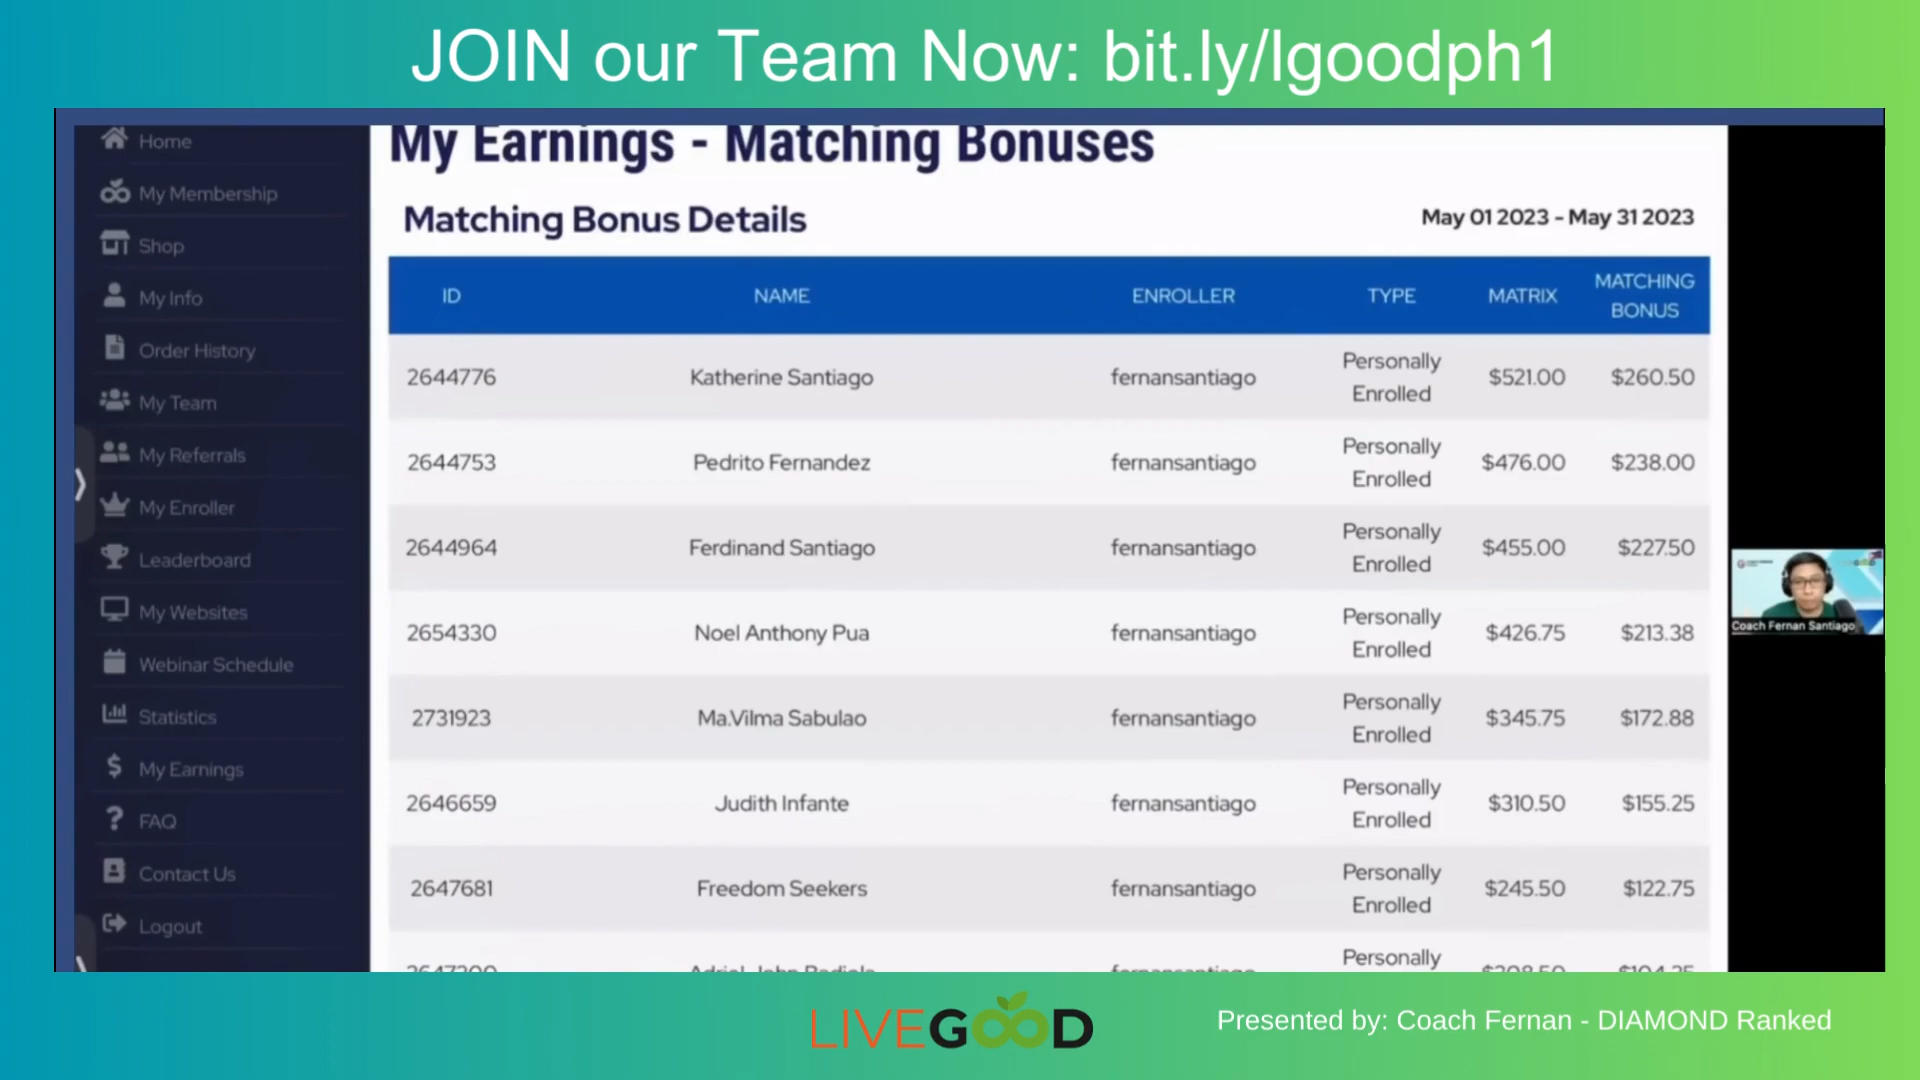 JOIN our Team Now: bit.ly/lgoodph1
Home
My Membership
Shop
My Info
Order History
My Team
My Referrals
My Enroller
Leaderboard
My Websites
Webinar Schedule
Statistics
My Earnings
FAQ
Contact Us
Logout
My Earnings - Matching Bonuses
Matching Bonus Details
May 01 2023 - May 31 2023
ID NAME ENROLLER TYPE MATRIX MATCHING BONUS
2644776 Katherine Santiago fernansantiago Personally Enrolled $521.00 $260.50
2644753 Pedrito Fernandez fernansantiago Personally Enrolled $476.00 $238.00
2644964 Ferdinand Santiago fernansantiago Personally Enrolled $455.00 $227.50
2654330 Noel Anthony Pua fernansantiago Personally Enrolled $426.75 $213.38
2731923 Ma.Vilma Sabulao fernansantiago Personally Enrolled $345.75 $172.88
2646659 Judith Infante fernansantiago Personally Enrolled $310.50 $155.25
2647681 Freedom Seekers fernansantiago Personally Enrolled $245.50 $122.75
Personally
Coach Fernan Santiago
LIVEGOOD
Presented by: Coach Fernan - DIAMOND Ranked